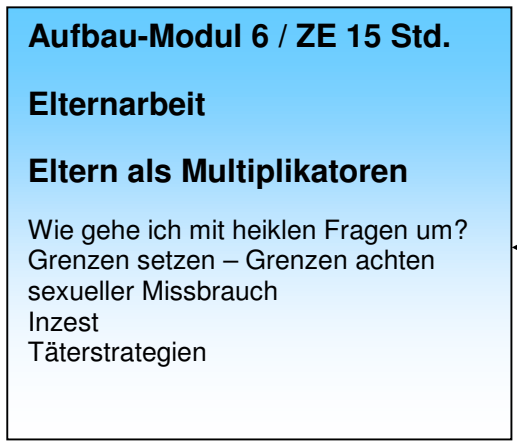 Aufbau-Modul 6 / ZE 15 Std.
Elternarbeit
Eltern als Multiplikatoren
Wie gehe ich mit heiklen Fragen um?
Grenzen setzen – Grenzen achten
sexueller Missbrauch
Inzest
Täterstrategien